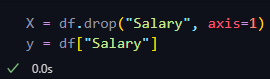 X = df.drop("Salary", axis=1)
y = df["Salary"]
✓ 0.0s